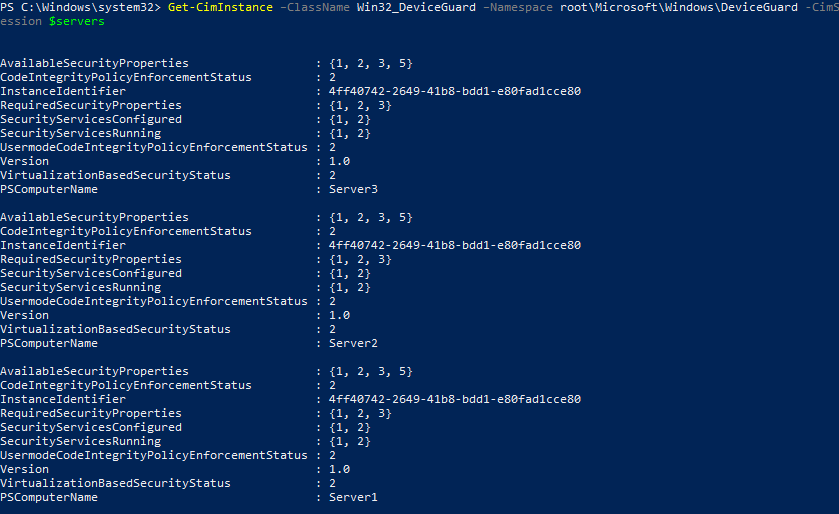 PS C:\Windows\system32> Get-CimInstance -ClassName Win32_DeviceGuard -Namespace root\Microsoft\Windows\DeviceGuard -CimS
ession $servers
AvailableSecurityProperties : {1, 2, 3, 5}
CodeIntegrityPolicyEnforcementStatus : 2
InstanceIdentifier : 4ff40742-2649-41b8-bdd1-e80fad1cce80
RequiredSecurityProperties : {1, 2, 3}
SecurityServicesConfigured : {1, 2}
SecurityServicesRunning : {1, 2}
UsermodeCodeIntegrityPolicyEnforcementStatus : 2
Version : 1.0
VirtualizationBasedSecurityStatus : 2
PSComputerName : Server3
AvailableSecurityProperties : {1, 2, 3, 5}
CodeIntegrityPolicyEnforcementStatus : 2
InstanceIdentifier : 4ff40742-2649-41b8-bdd1-e80fad1cce80
RequiredSecurityProperties : {1, 2, 3}
SecurityServicesConfigured : {1, 2}
SecurityServicesRunning : {1, 2}
UsermodeCodeIntegrityPolicyEnforcementStatus : 2
Version : 1.0
VirtualizationBasedSecurityStatus : 2
PSComputerName : Server2
AvailableSecurityProperties : {1, 2, 3, 5}
CodeIntegrityPolicyEnforcementStatus : 2
InstanceIdentifier : 4ff40742-2649-41b8-bdd1-e80fad1cce80
RequiredSecurityProperties : {1, 2, 3}
SecurityServicesConfigured : {1, 2}
SecurityServicesRunning : {1, 2}
UsermodeCodeIntegrityPolicyEnforcementStatus : 2
Version : 1.0
VirtualizationBasedSecurityStatus : 2
PSComputerName : Server1